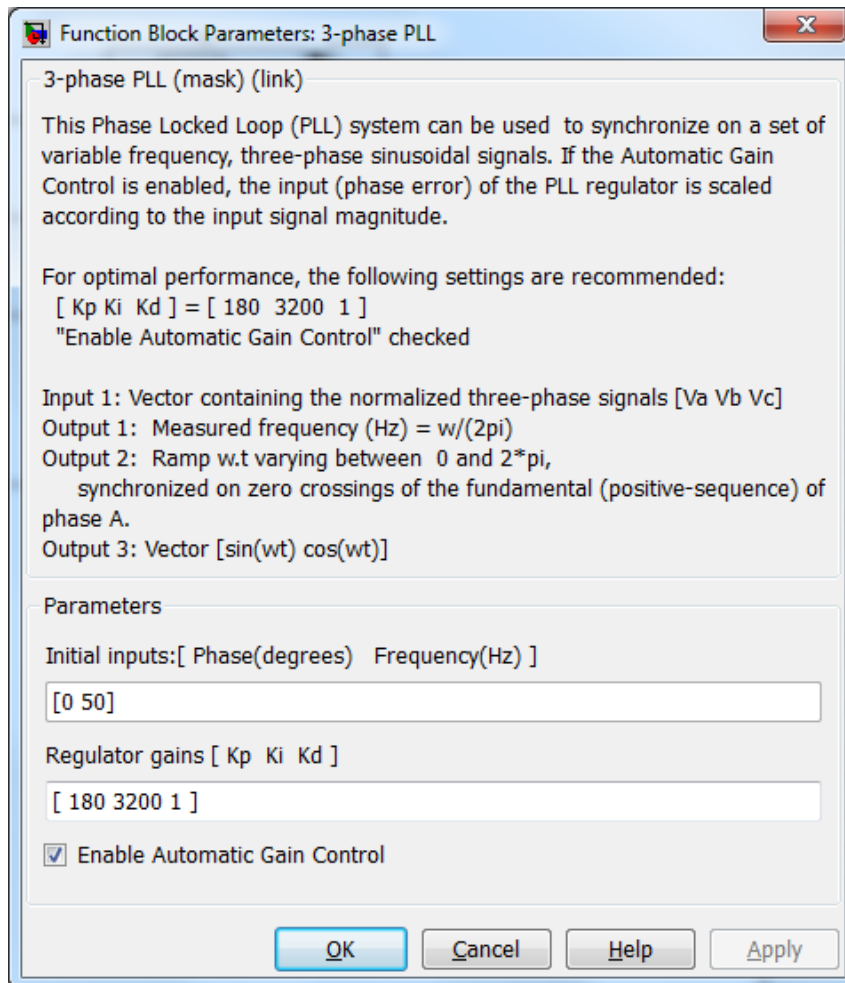 Function Block Parameters: 3-phase PLL
3-phase PLL (mask) (link)
This Phase Locked Loop (PLL) system can be used  to synchronize on a set of
variable frequency, three-phase sinusoidal signals. If the Automatic Gain
Control is enabled, the input (phase error) of the PLL regulator is scaled
according to the input signal magnitude.
For optimal performance, the following settings are recommended:
[ Kp Ki  Kd ] = [ 180  3200  1 ]
"Enable Automatic Gain Control" checked
Input 1: Vector containing the normalized three-phase signals [Va Vb Vc]
Output 1:  Measured frequency (Hz) = w/(2pi)
Output 2:  Ramp w.t varying between  0 and 2*pi,
synchronized on zero crossings of the fundamental (positive-sequence) of
phase A.
Output 3: Vector [sin(wt) cos(wt)]
Parameters
Initial inputs:[ Phase(degrees)   Frequency(Hz) ]
[0 50]
Regulator gains [ Kp  Ki  Kd ]
[ 180 3200 1 ]
Enable Automatic Gain Control
OK Cancel Help Apply